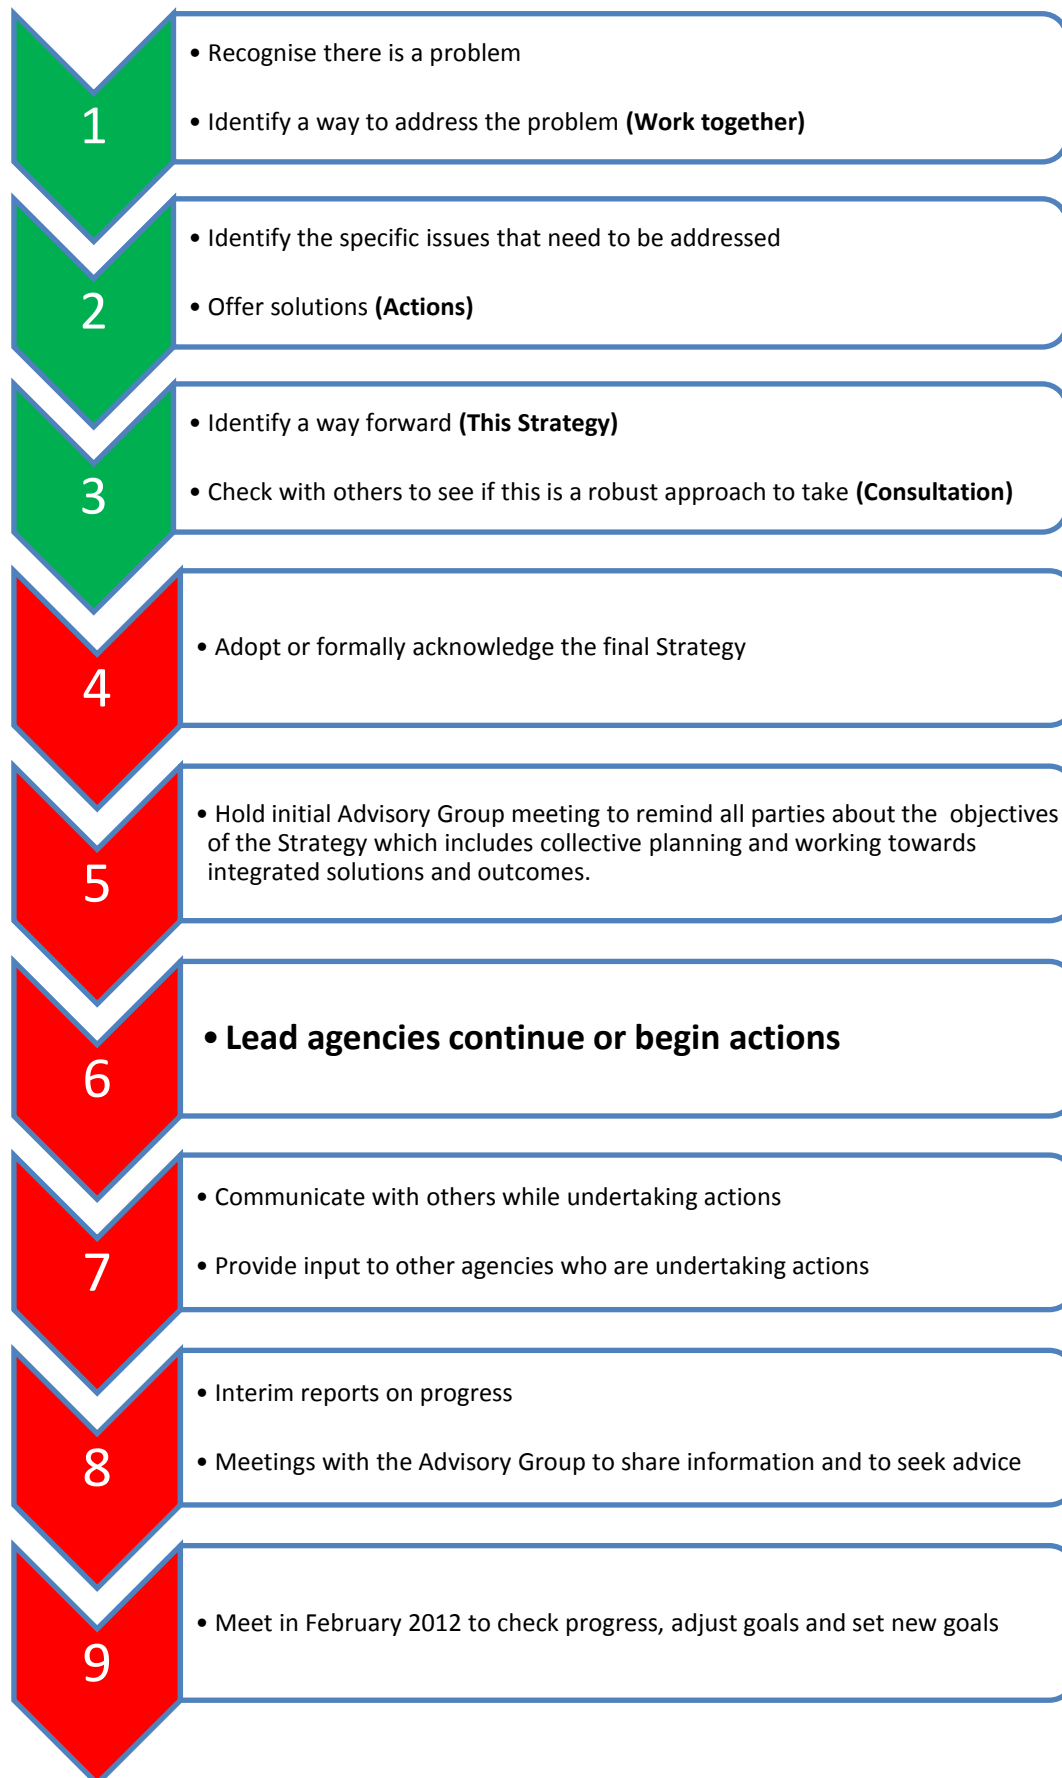 • Recognise there is a problem
1
• Identify a way to address the problem (Work together)
• Identify the specific issues that need to be addressed
2
• Offer solutions (Actions)
• Identify a way forward (This Strategy)
3
• Check with others to see if this is a robust approach to take (Consultation)
4
• Adopt or formally acknowledge the final Strategy
5
• Hold initial Advisory Group meeting to remind all parties about the objectives
of the Strategy which includes collective planning and working towards
integrated solutions and outcomes.
6
• Lead agencies continue or begin actions
• Communicate with others while undertaking actions
7
• Provide input to other agencies who are undertaking actions
• Interim reports on progress
8
• Meetings with the Advisory Group to share information and to seek advice
9
• Meet in February 2012 to check progress, adjust goals and set new goals